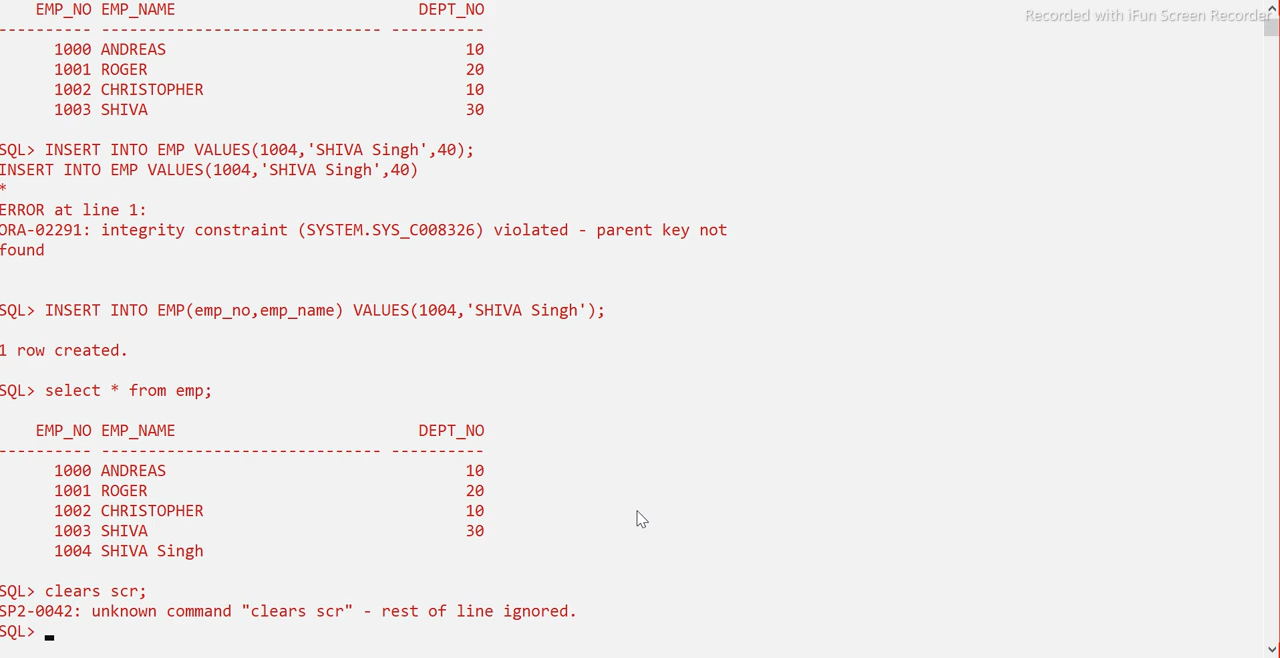 EMP_NO EMP_NAME DEPT_NO
Recorded with iFun Screen Recorder
---------- ------------------------------ ----------
1000 ANDREAS 10
1001 ROGER 20
1002 CHRISTOPHER 10
1003 SHIVA 30
SQL> INSERT INTO EMP VALUES(1004,'SHIVA Singh',40);
INSERT INTO EMP VALUES(1004,'SHIVA Singh',40)
*
ERROR at line 1:
ORA-02291: integrity constraint (SYSTEM.SYS_C008326) violated - parent key not
found
SQL> INSERT INTO EMP(emp_no,emp_name) VALUES(1004,'SHIVA Singh');
1 row created.
SQL> select * from emp;
EMP_NO EMP_NAME DEPT_NO
---------- ------------------------------ ----------
1000 ANDREAS 10
1001 ROGER 20
1002 CHRISTOPHER 10
1003 SHIVA 30
1004 SHIVA Singh
SQL> clears scr;
SP2-0042: unknown command "clears scr" - rest of line ignored.
SQL>